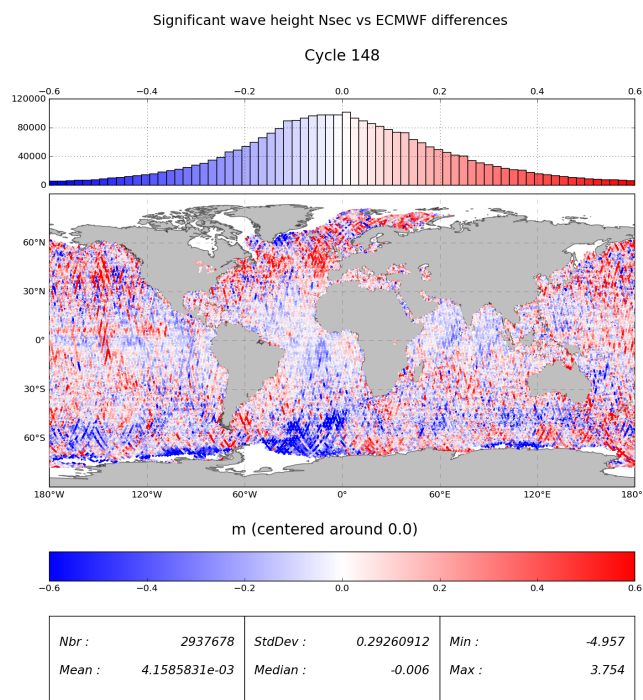 Significant wave height Nsec vs ECMWF differences
Cycle 148
−0.6 −0.4 −0.2 0.0 0.2 0.4 0.6
120000
80000
40000
0
60°N
30°N
0°
30°S
60°S
180°W 120°W 60°W 0° 60°E 120°E 180°
m (centered around 0.0)
−0.6 −0.4 −0.2 0.0 0.2 0.4 0.6
Nbr : 2937678 StdDev : 0.29260912 Min : -4.957
Mean : 4.1585831e-03 Median : -0.006 Max : 3.754